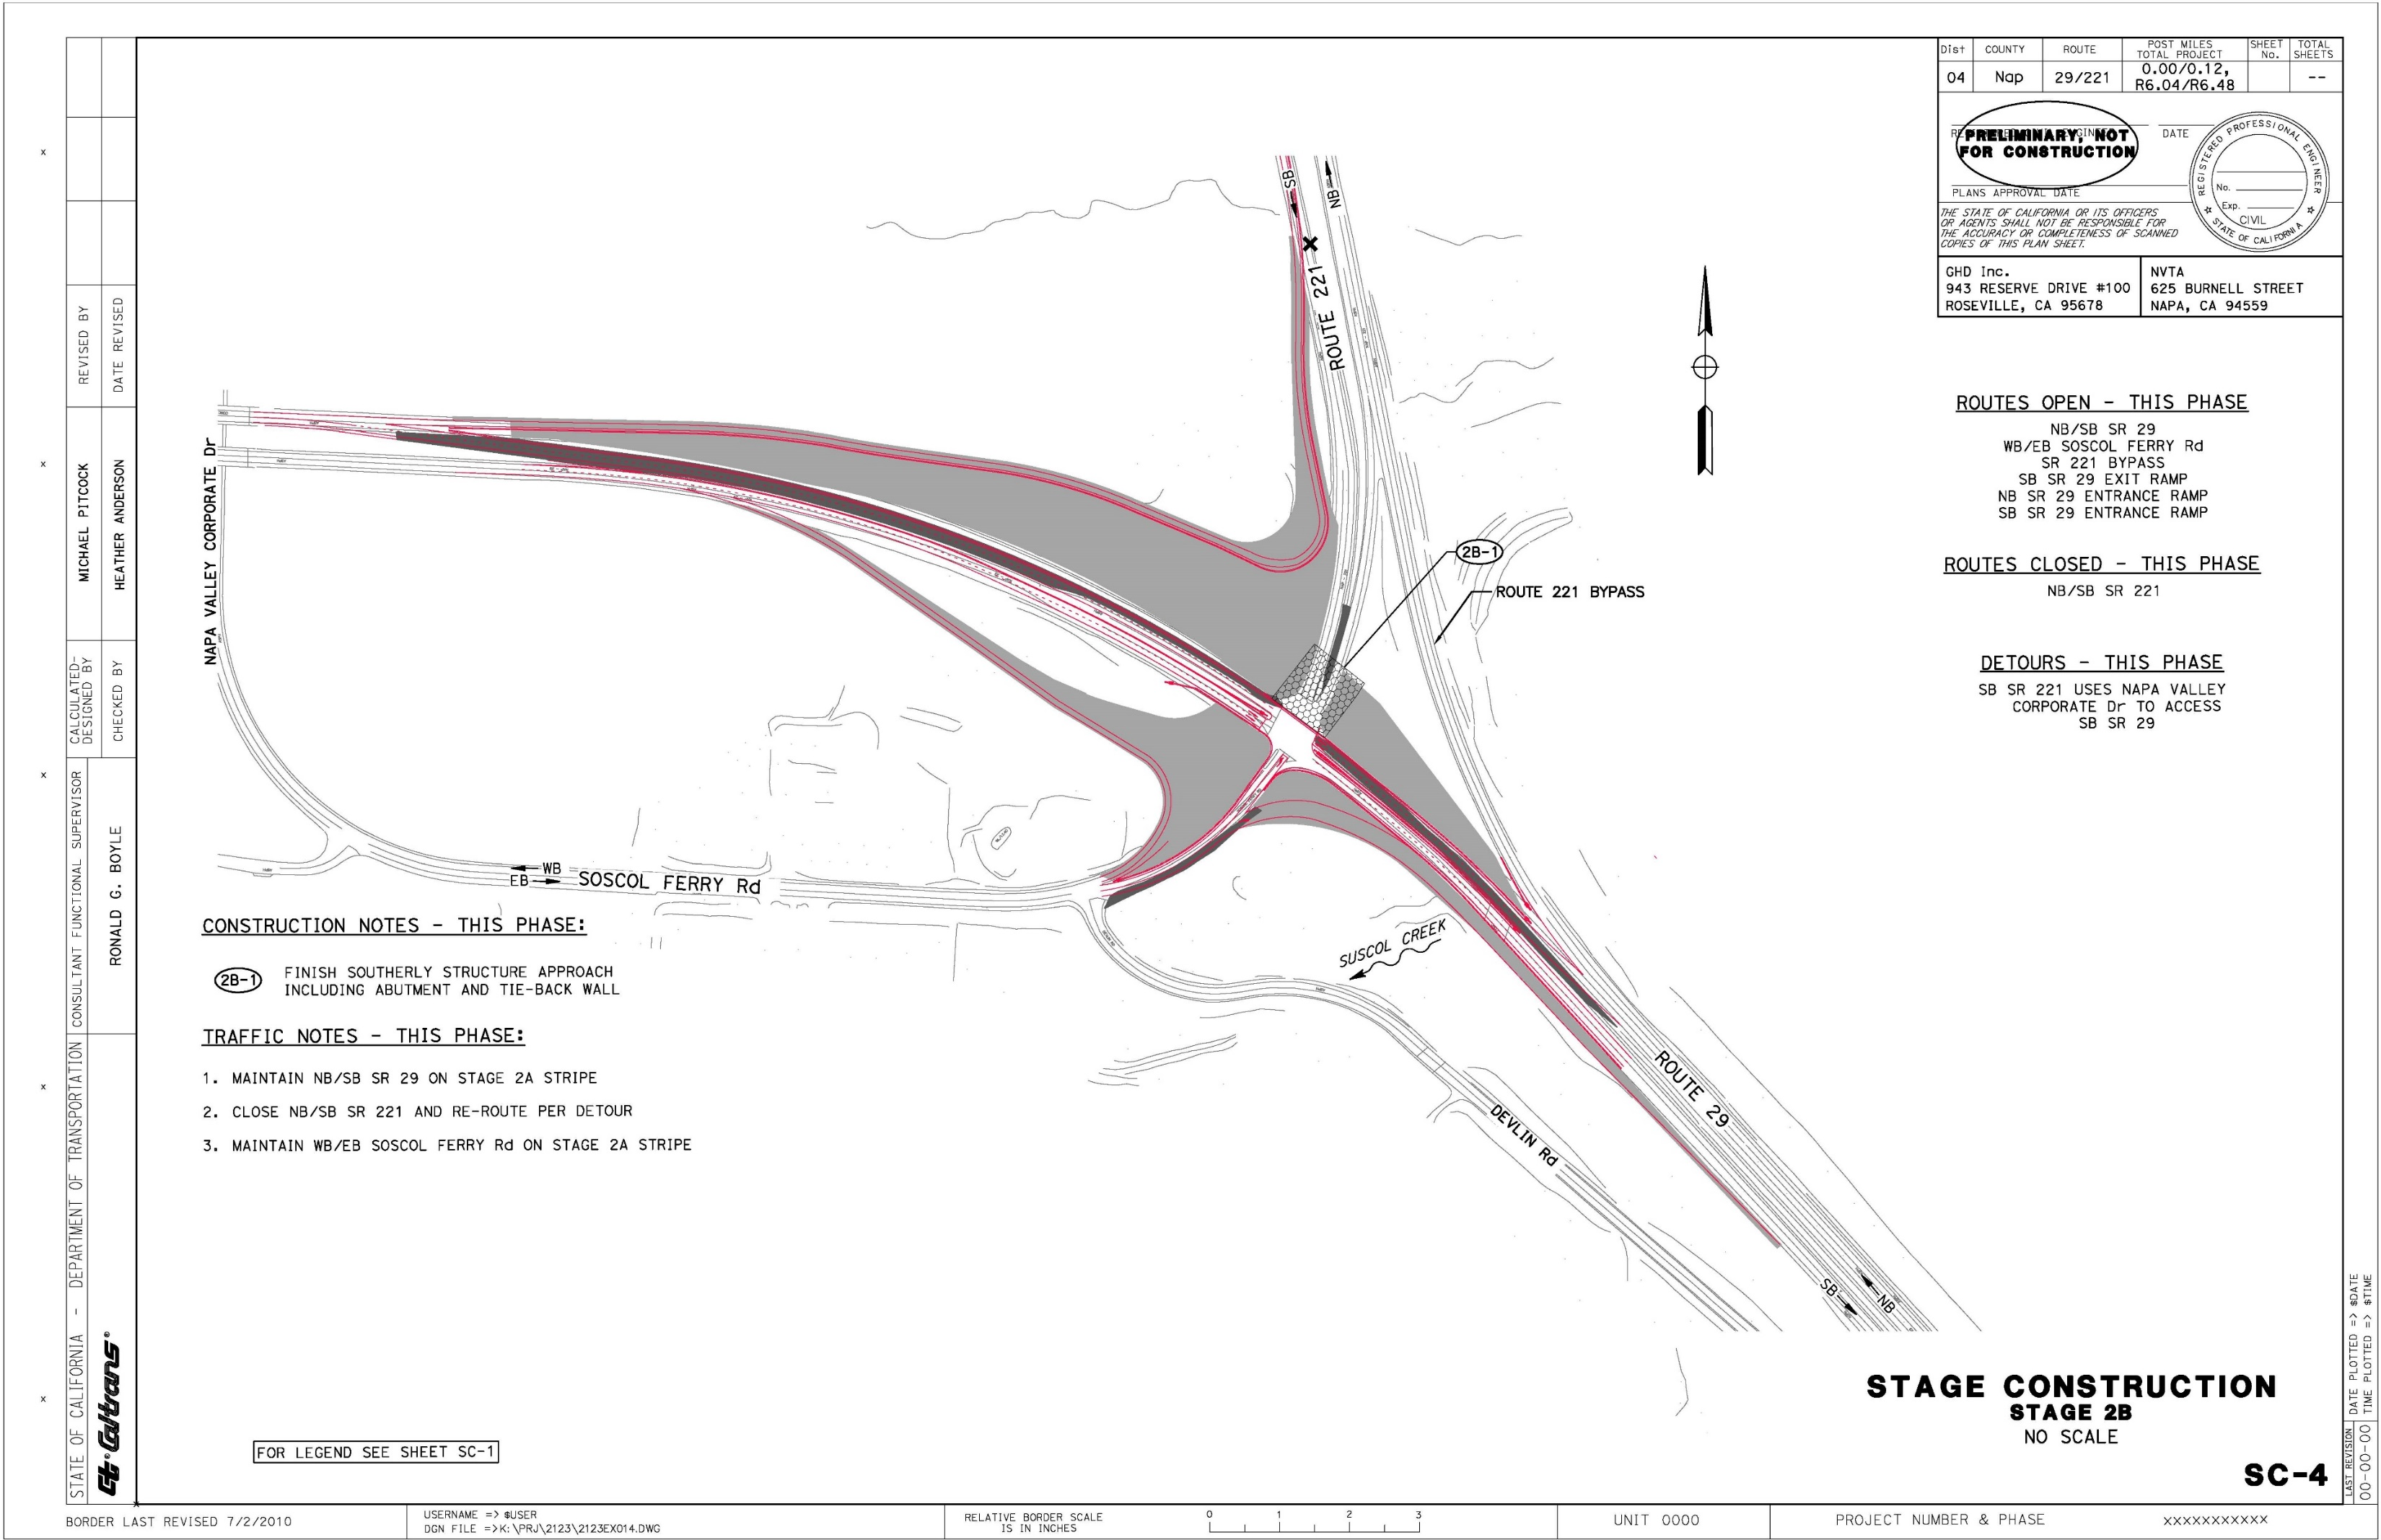 Dist COUNTY ROUTE POST MILES TOTAL PROJECT SHEET No. TOTAL SHEETS
04 Nap 29/221 0.00/0.12, R6.04/R6.48 --
PRELIMINARY, NOT
FOR CONSTRUCTION
DATE
PLANS APPROVAL DATE
THE STATE OF CALIFORNIA OR ITS OFFICERS
OR AGENTS SHALL NOT BE RESPONSIBLE FOR
THE ACCURACY OR COMPLETENESS OF SCANNED
COPIES OF THIS PLAN SHEET.
REGISTERED PROFESSIONAL ENGINEER
No.
Exp.
CIVIL
STATE OF CALIFORNIA
GHD Inc.
943 RESERVE DRIVE #100
ROSEVILLE, CA 95678
NVTA
625 BURNELL STREET
NAPA, CA 94559
ROUTES OPEN - THIS PHASE
NB/SB SR 29
WB/EB SOSCOL FERRY Rd
SR 221 BYPASS
SB SR 29 EXIT RAMP
NB SR 29 ENTRANCE RAMP
SB SR 29 ENTRANCE RAMP
ROUTES CLOSED - THIS PHASE
NB/SB SR 221
DETOURS - THIS PHASE
SB SR 221 USES NAPA VALLEY
CORPORATE Dr TO ACCESS
SB SR 29
SB
NB
ROUTE 221
2B-1
ROUTE 221 BYPASS
NAPA VALLEY CORPORATE Dr
WB
EB
SOSCOL FERRY Rd
SUSCOL CREEK
DEVLIN Rd
ROUTE 29
SB
NB
CONSTRUCTION NOTES - THIS PHASE:
2B-1 FINISH SOUTHERLY STRUCTURE APPROACH
INCLUDING ABUTMENT AND TIE-BACK WALL
TRAFFIC NOTES - THIS PHASE:
1. MAINTAIN NB/SB SR 29 ON STAGE 2A STRIPE
2. CLOSE NB/SB SR 221 AND RE-ROUTE PER DETOUR
3. MAINTAIN WB/EB SOSCOL FERRY Rd ON STAGE 2A STRIPE
FOR LEGEND SEE SHEET SC-1
STAGE CONSTRUCTION
STAGE 2B
NO SCALE
SC-4
REVISED BY
DATE REVISED
MICHAEL PITCOCK
HEATHER ANDERSON
CALCULATED-
DESIGNED BY
CHECKED BY
CONSULTANT FUNCTIONAL SUPERVISOR
RONALD G. BOYLE
STATE OF CALIFORNIA - DEPARTMENT OF TRANSPORTATION
Caltrans
LAST REVISION
00-00-00
DATE PLOTTED => $DATE
TIME PLOTTED => $TIME
BORDER LAST REVISED 7/2/2010
USERNAME => $USER
DGN FILE =>K:\PRJ\2123\2123EX014.DWG
RELATIVE BORDER SCALE
IS IN INCHES
0 1 2 3
UNIT 0000
PROJECT NUMBER & PHASE
XXXXXXXXXXX